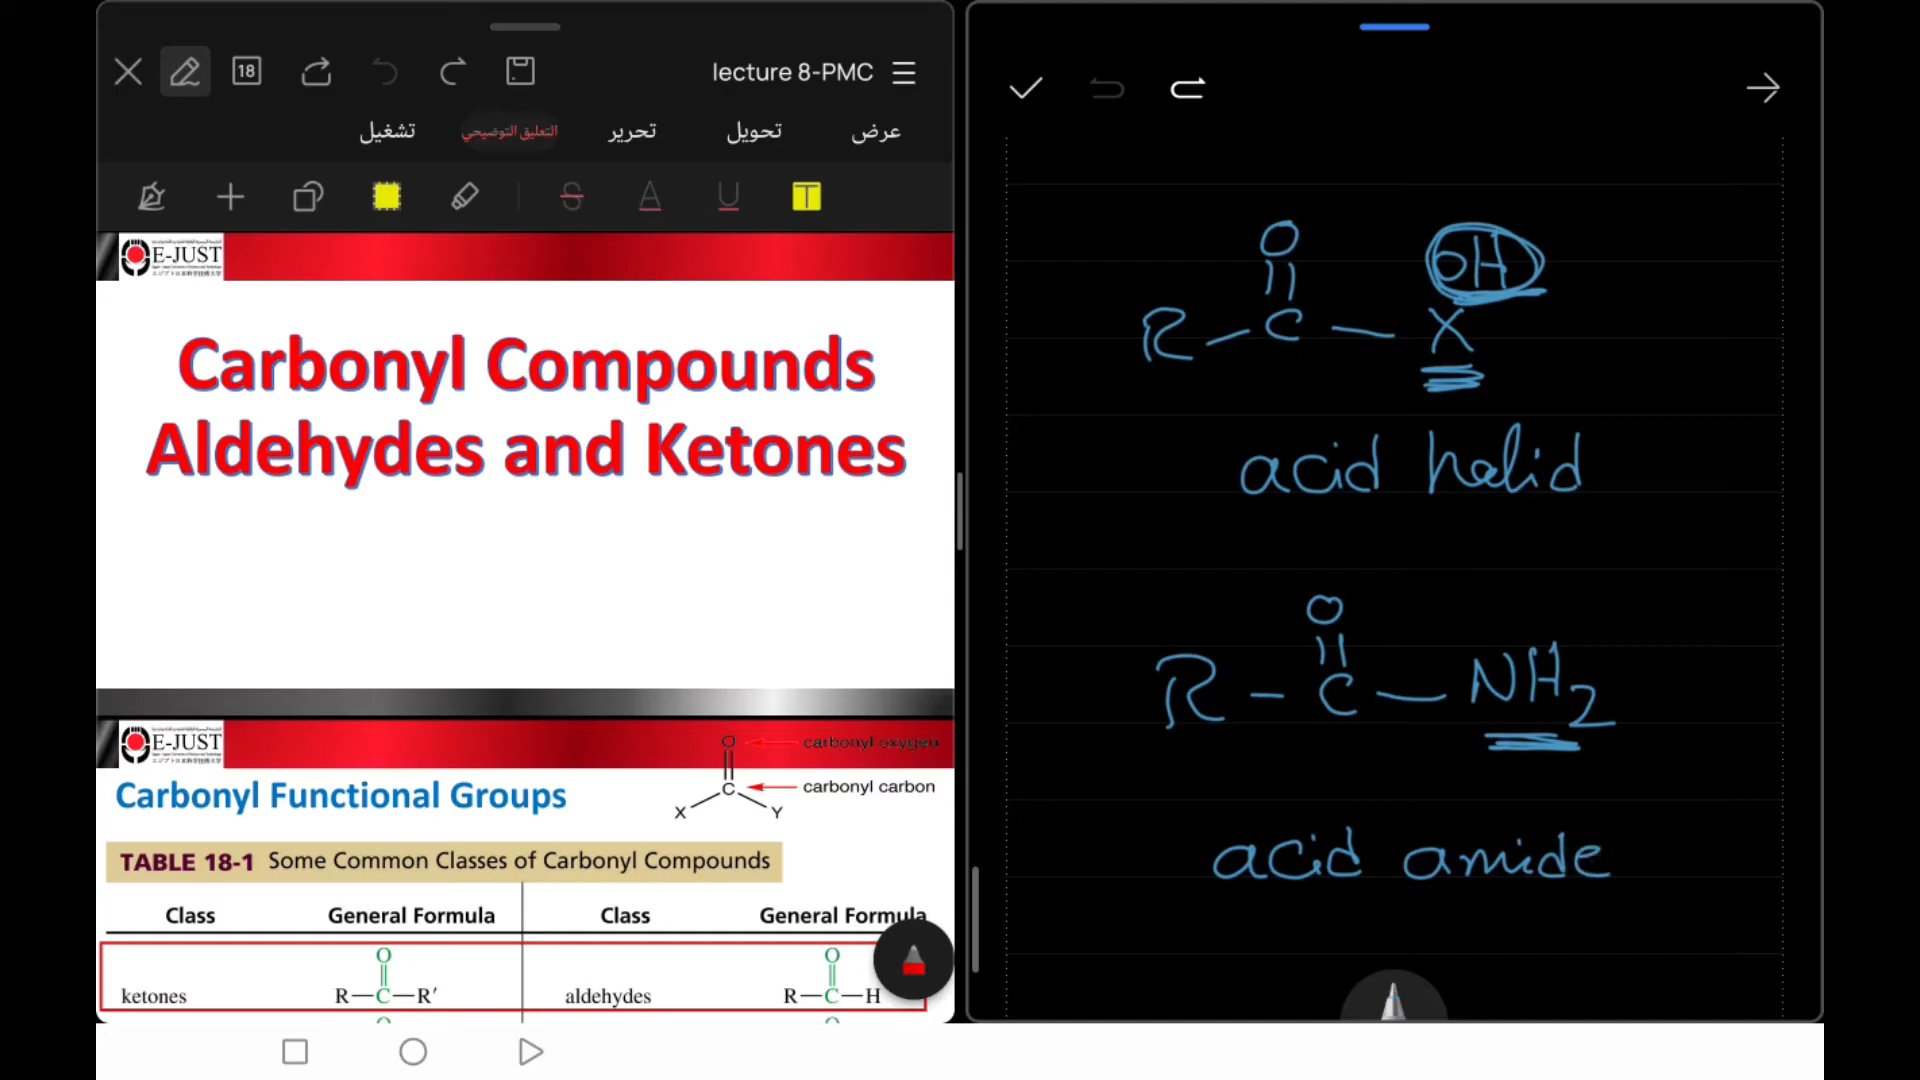 18
lecture 8-PMC
عرض تحويل تحرير التعليق التوضيحي تشغيل
S A U T
E-JUST
Carbonyl Compounds
Aldehydes and Ketones
E-JUST
Carbonyl Functional Groups
O carbonyl oxygen
C carbonyl carbon
X Y
TABLE 18-1 Some Common Classes of Carbonyl Compounds
Class General Formula Class General Formula
O O
ketones R—C—R′ aldehydes R—C—H
O OH
R — C — X
acid halid
O
R — C — NH2
acid amide